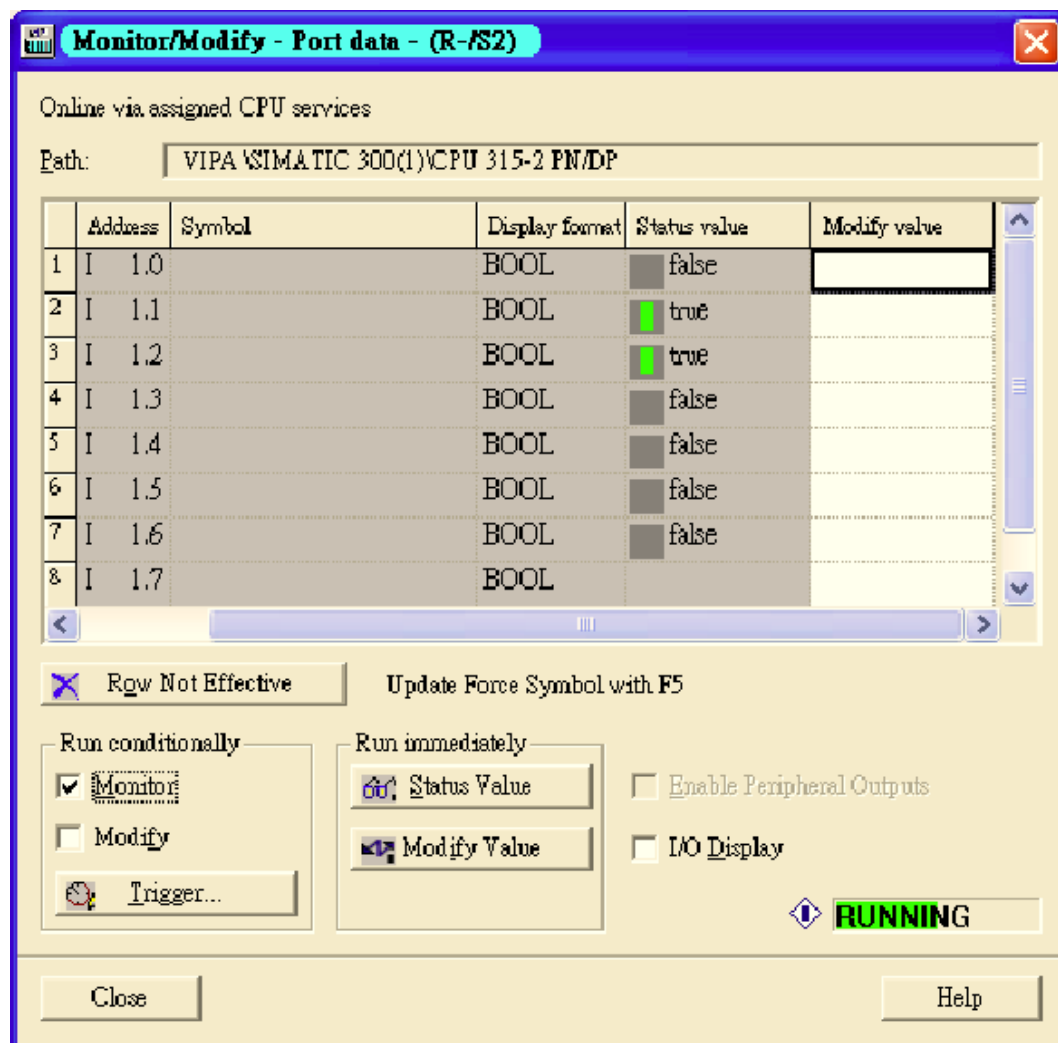 Monitor/Modify - Port data - (R-/S2)
Online via assigned CPU services
Path: VIPA\SIMATIC 300(1)\CPU 315-2 PN/DP
Address Symbol Display format Status value Modify value
1 I 1.0 BOOL false
2 I 1.1 BOOL true
3 I 1.2 BOOL true
4 I 1.3 BOOL false
5 I 1.4 BOOL false
6 I 1.5 BOOL false
7 I 1.6 BOOL false
8 I 1.7 BOOL
Row Not Effective Update Force Symbol with F5
Run conditionally Run immediately
Monitor Status Value Enable Peripheral Outputs
Modify Modify Value I/O Display
Trigger...
RUNNING
Close Help